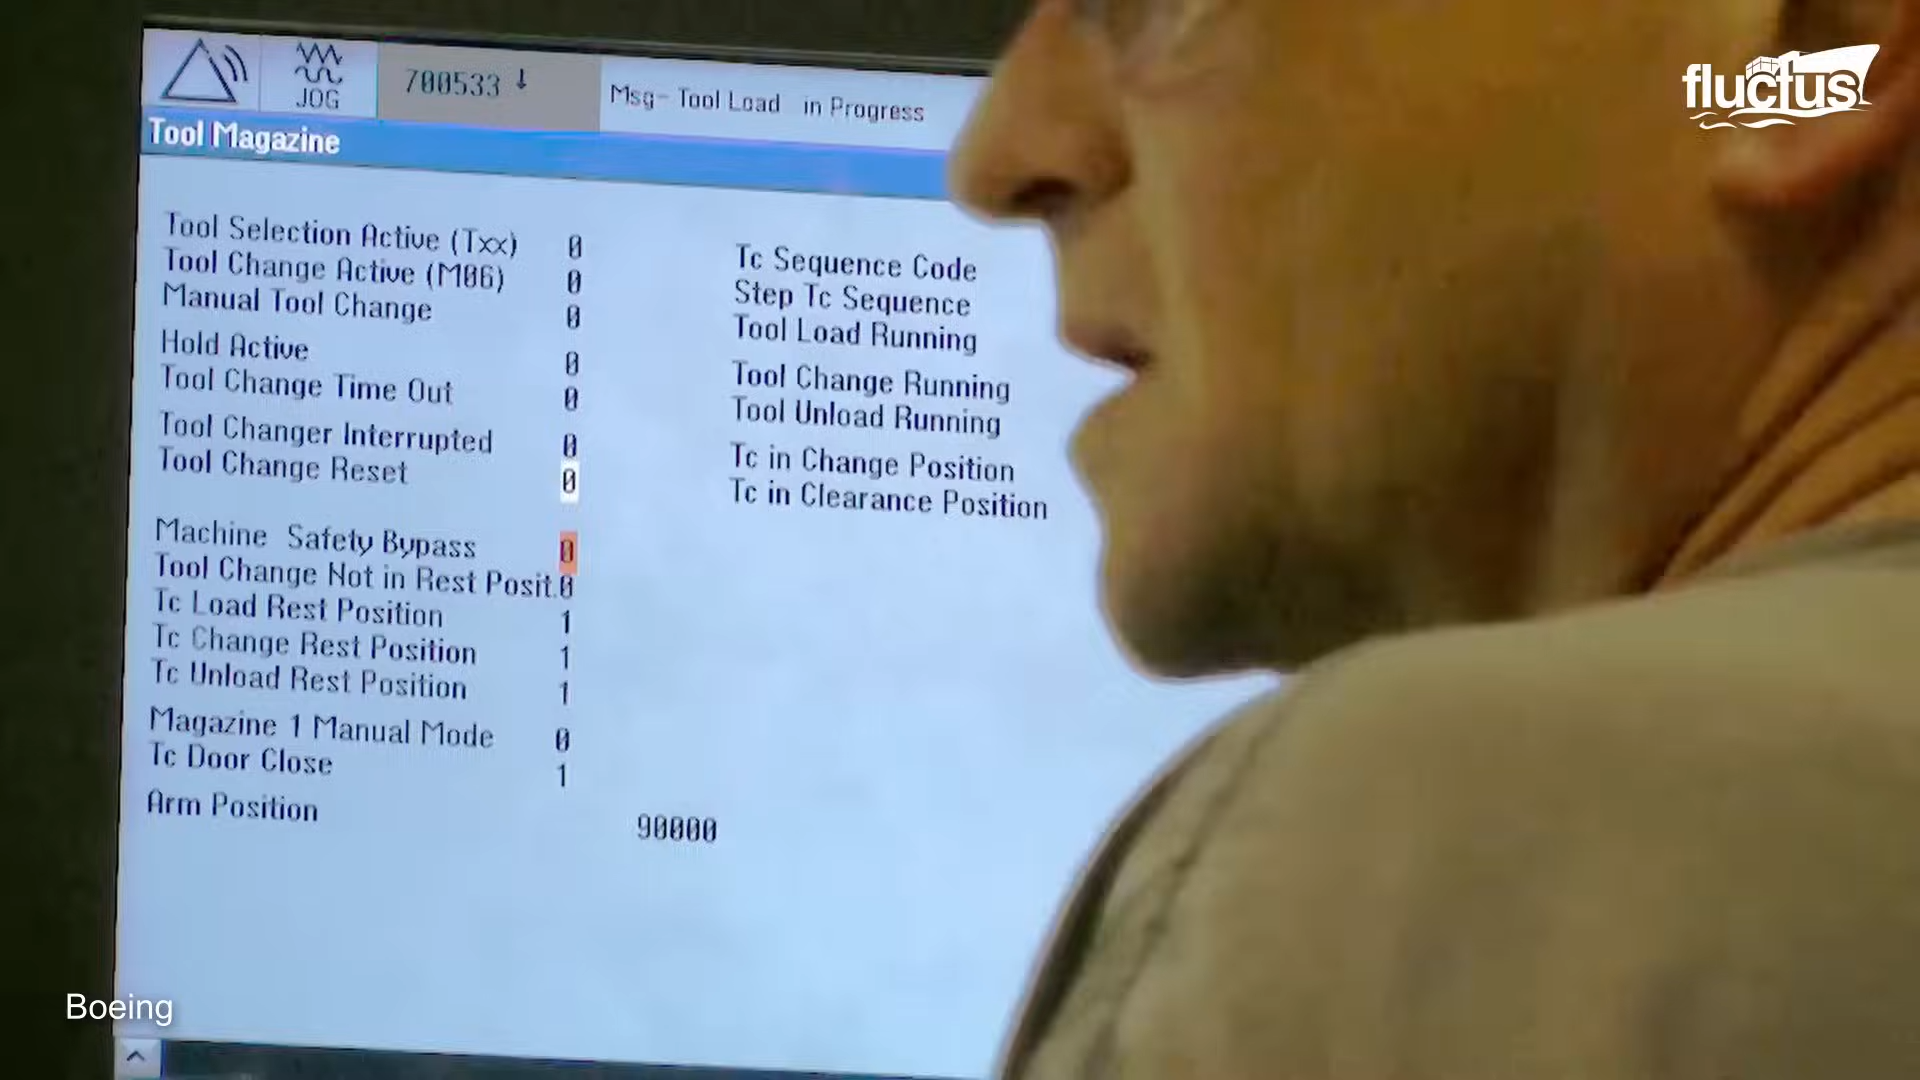 fluctus
JOG
700533 ↓
Msg- Tool Load in Progress
Tool Magazine
Tool Selection Active (Txx) 0
Tool Change Active (M06) 0
Manual Tool Change 0
Hold Active 0
Tool Change Time Out 0
Tool Changer Interrupted 0
Tool Change Reset 0
Machine Safety Bypass 0
Tool Change Not in Rest Posit. 0
Tc Load Rest Position 1
Tc Change Rest Position 1
Tc Unload Rest Position 1
Magazine 1 Manual Mode 0
Tc Door Close 1
Arm Position 90000
Tc Sequence Code
Step Tc Sequence
Tool Load Running
Tool Change Running
Tool Unload Running
Tc in Change Position
Tc in Clearance Position
Boeing